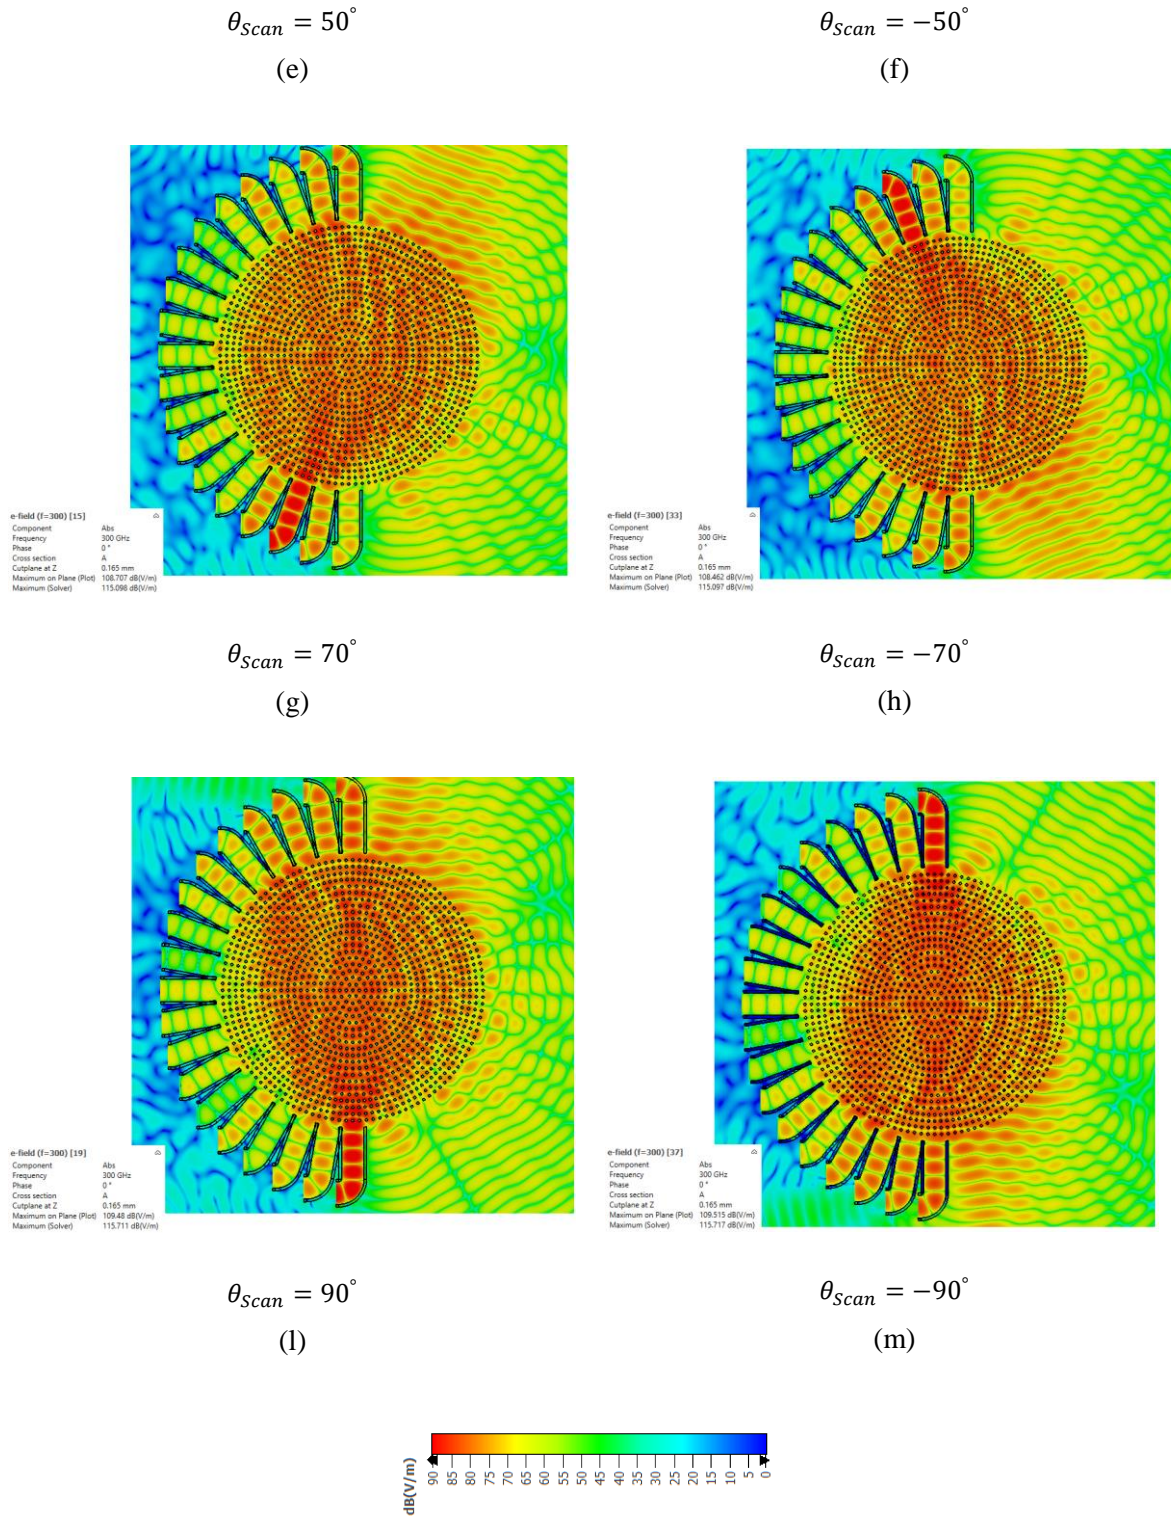 θ_Scan = 50°
θ_Scan = −50°
(e)
(f)
e-field (f=300) [15]
Component Abs
Frequency 300 GHz
Phase 0 °
Cross section A
Cutplane at Z 0.165 mm
Maximum on Plane (Plot) 108.707 dB(V/m)
Maximum (Solver) 115.098 dB(V/m)
e-field (f=300) [33]
Component Abs
Frequency 300 GHz
Phase 0 °
Cross section A
Cutplane at Z 0.165 mm
Maximum on Plane (Plot) 108.462 dB(V/m)
Maximum (Solver) 115.097 dB(V/m)
θ_Scan = 70°
θ_Scan = −70°
(g)
(h)
e-field (f=300) [19]
Component Abs
Frequency 300 GHz
Phase 0 °
Cross section A
Cutplane at Z 0.165 mm
Maximum on Plane (Plot) 109.48 dB(V/m)
Maximum (Solver) 115.711 dB(V/m)
e-field (f=300) [37]
Component Abs
Frequency 300 GHz
Phase 0 °
Cross section A
Cutplane at Z 0.165 mm
Maximum on Plane (Plot) 109.515 dB(V/m)
Maximum (Solver) 115.717 dB(V/m)
θ_Scan = 90°
θ_Scan = −90°
(l)
(m)
dB(V/m)
90 85 80 75 70 65 60 55 50 45 40 35 30 25 20 15 10 5 0